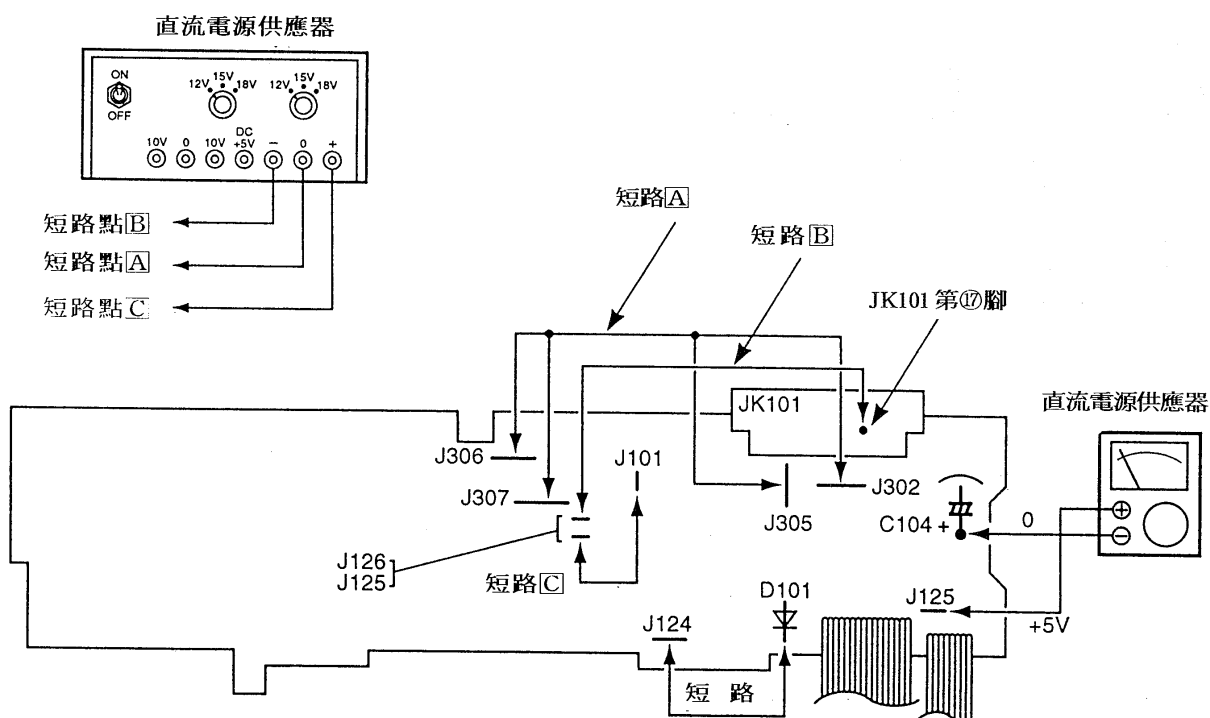 直流電源供應器
ON
OFF
12V 15V 18V
12V 15V 18V
10V 0 10V DC +5V − 0 +
短路點B
短路點A
短路點C
短路A
短路B
JK101 第⑰腳
JK101
直流電源供應器
J306
J101
J307
J302
J305
C104 +
0
⊕
⊖
J126
J125
短路C
D101
J125
+5V
J124
短路